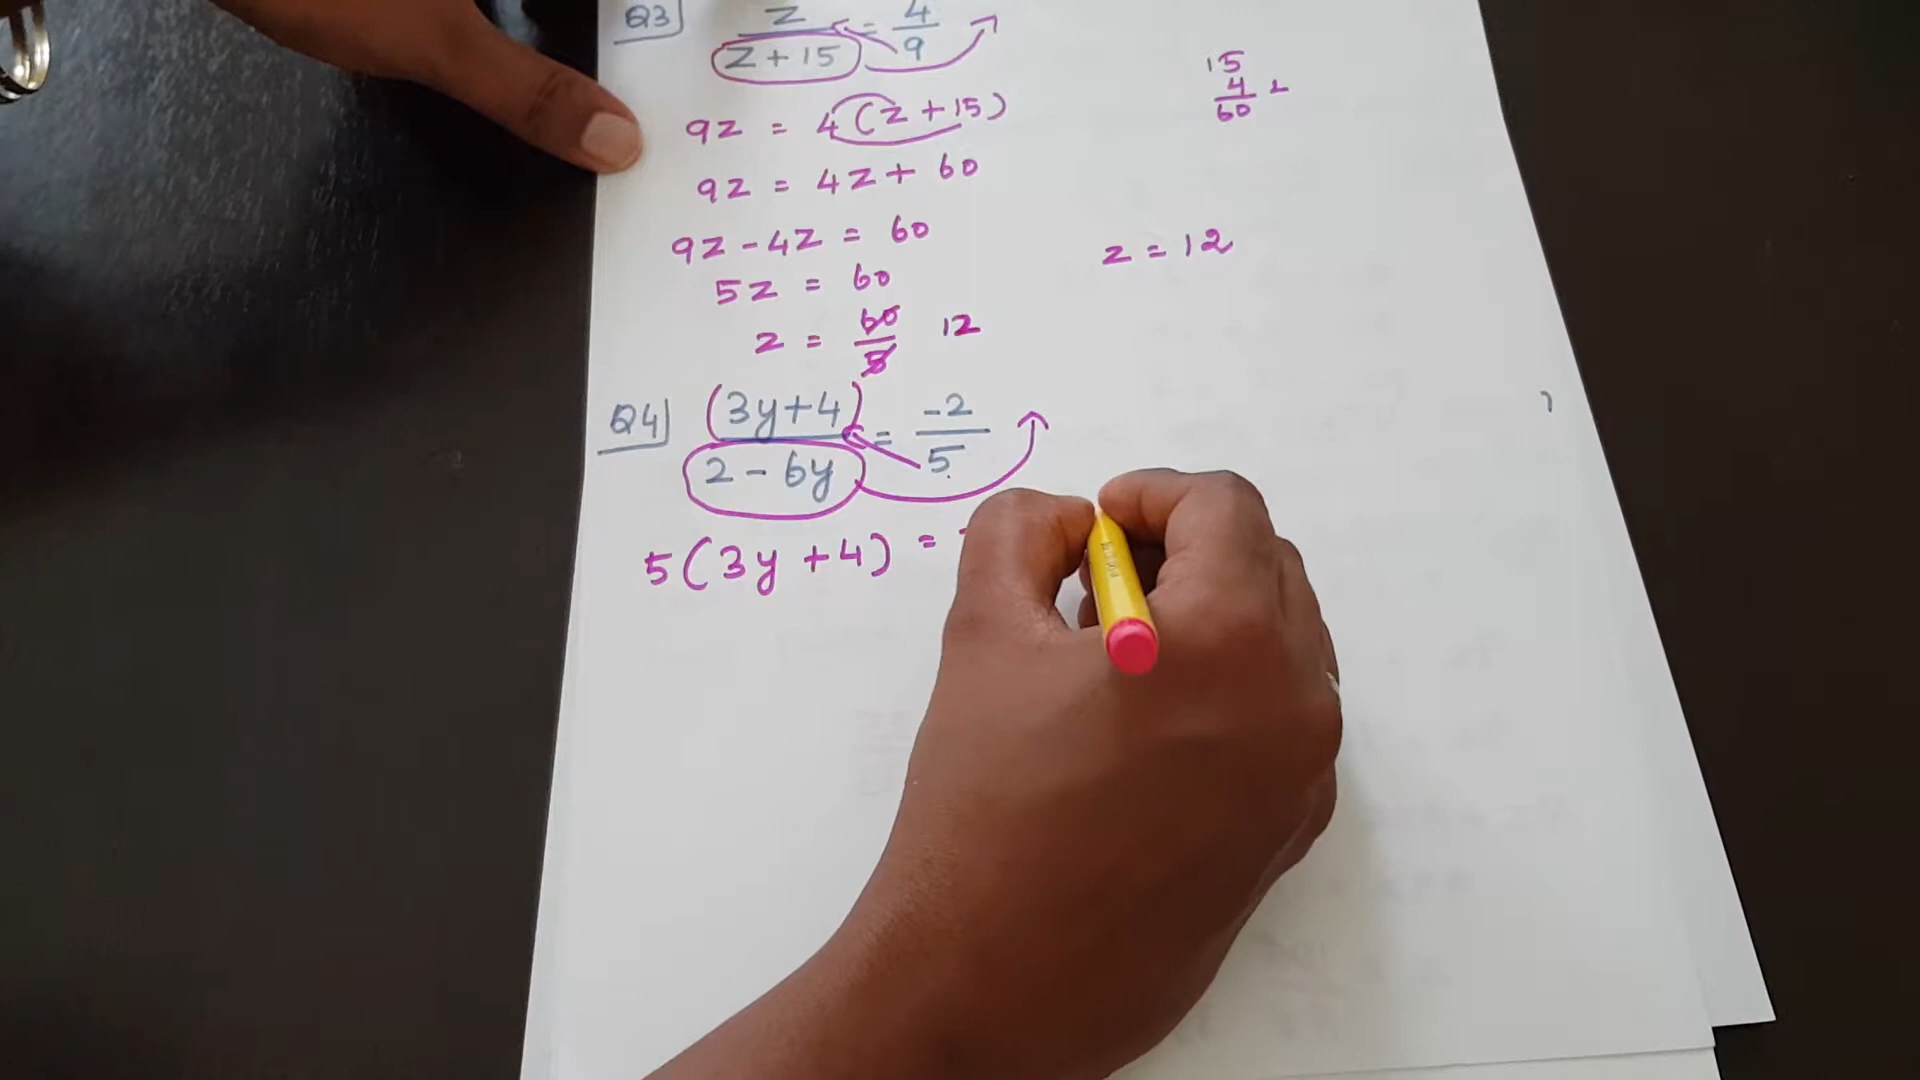 Q3] z/(z+15) = 4/9
9z = 4(z+15)
9z = 4z + 60
9z - 4z = 60
5z = 60
z = 60/5 12
15
4
60
z = 12
Q4] (3y+4)/(2-6y) = -2/5
5(3y+4) =